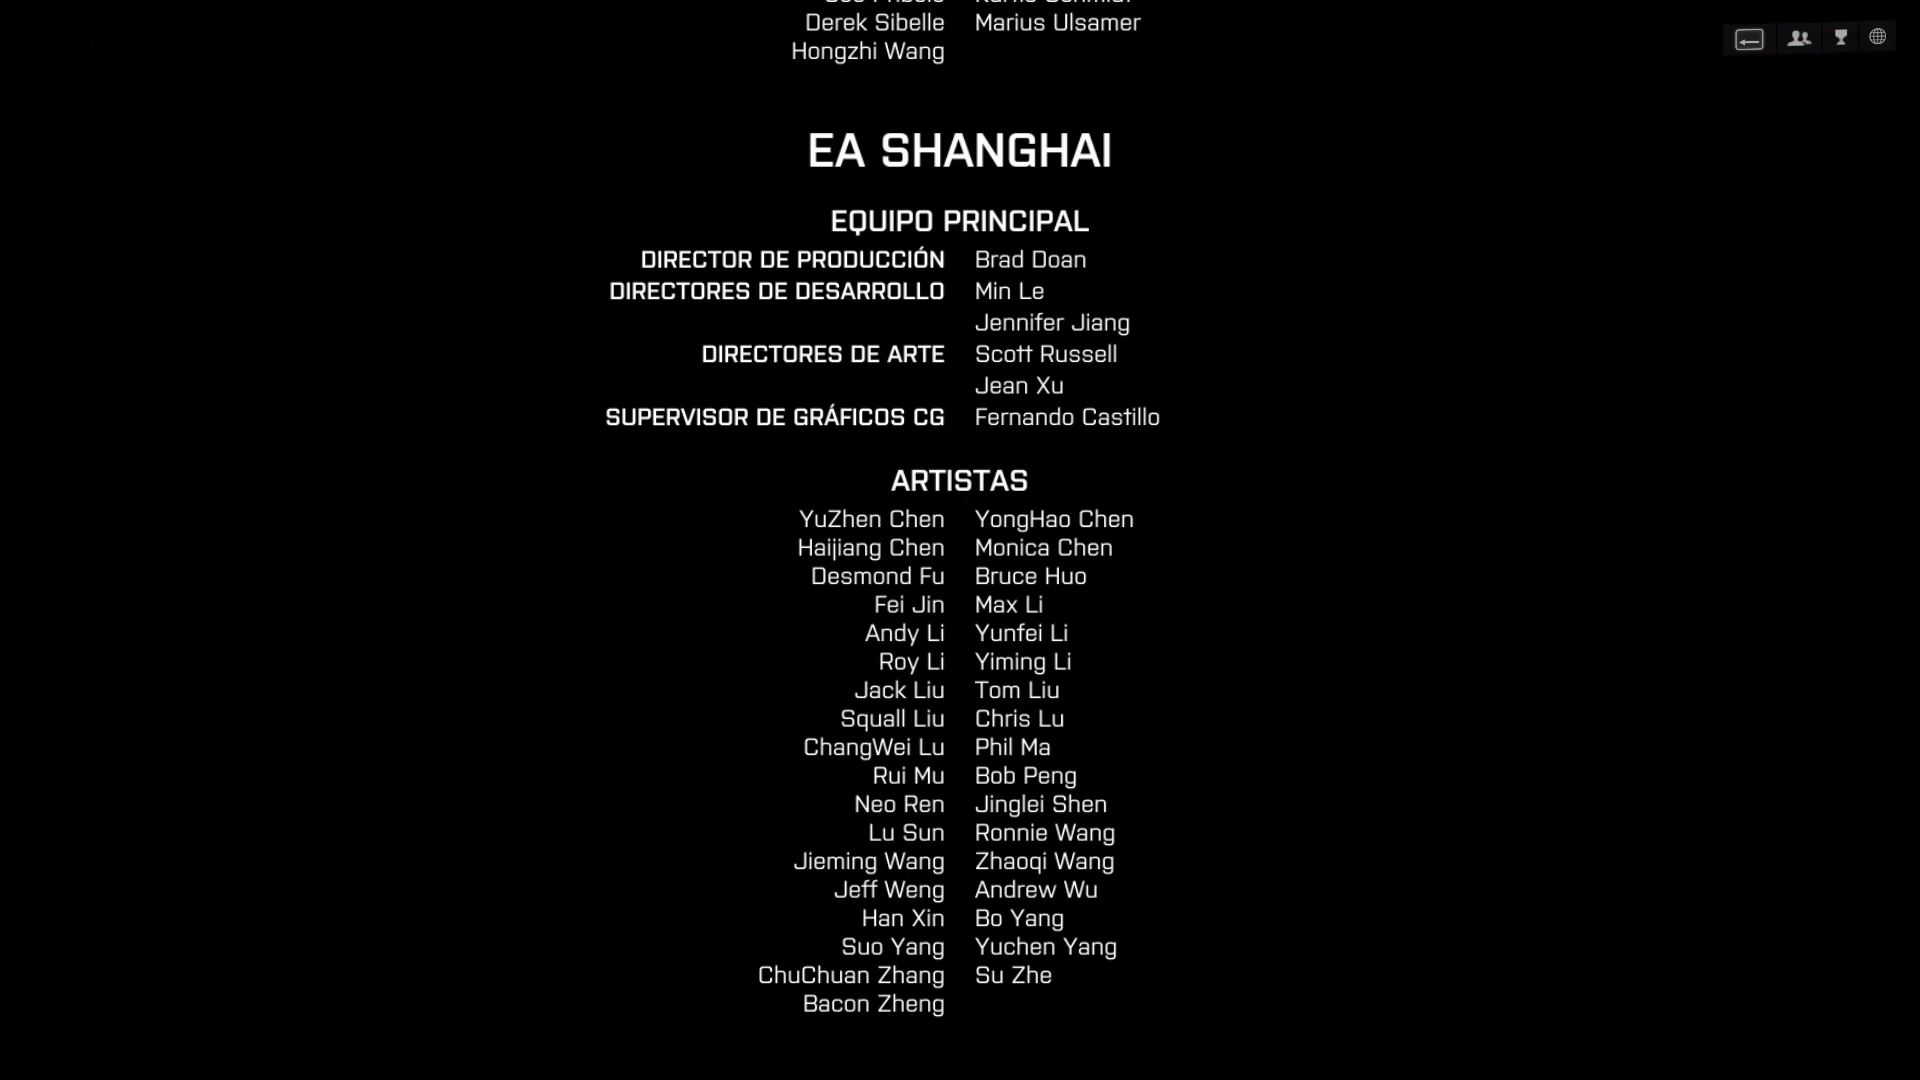 Derek Sibelle Marius Ulsamer
Hongzhi Wang
EA SHANGHAI
EQUIPO PRINCIPAL
DIRECTOR DE PRODUCCIÓN Brad Doan
DIRECTORES DE DESARROLLO Min Le
Jennifer Jiang
DIRECTORES DE ARTE Scott Russell
Jean Xu
SUPERVISOR DE GRÁFICOS CG Fernando Castillo
ARTISTAS
YuZhen Chen YongHao Chen
Haijiang Chen Monica Chen
Desmond Fu Bruce Huo
Fei Jin Max Li
Andy Li Yunfei Li
Roy Li Yiming Li
Jack Liu Tom Liu
Squall Liu Chris Lu
ChangWei Lu Phil Ma
Rui Mu Bob Peng
Neo Ren Jinglei Shen
Lu Sun Ronnie Wang
Jieming Wang Zhaoqi Wang
Jeff Weng Andrew Wu
Han Xin Bo Yang
Suo Yang Yuchen Yang
ChuChuan Zhang Su Zhe
Bacon Zheng